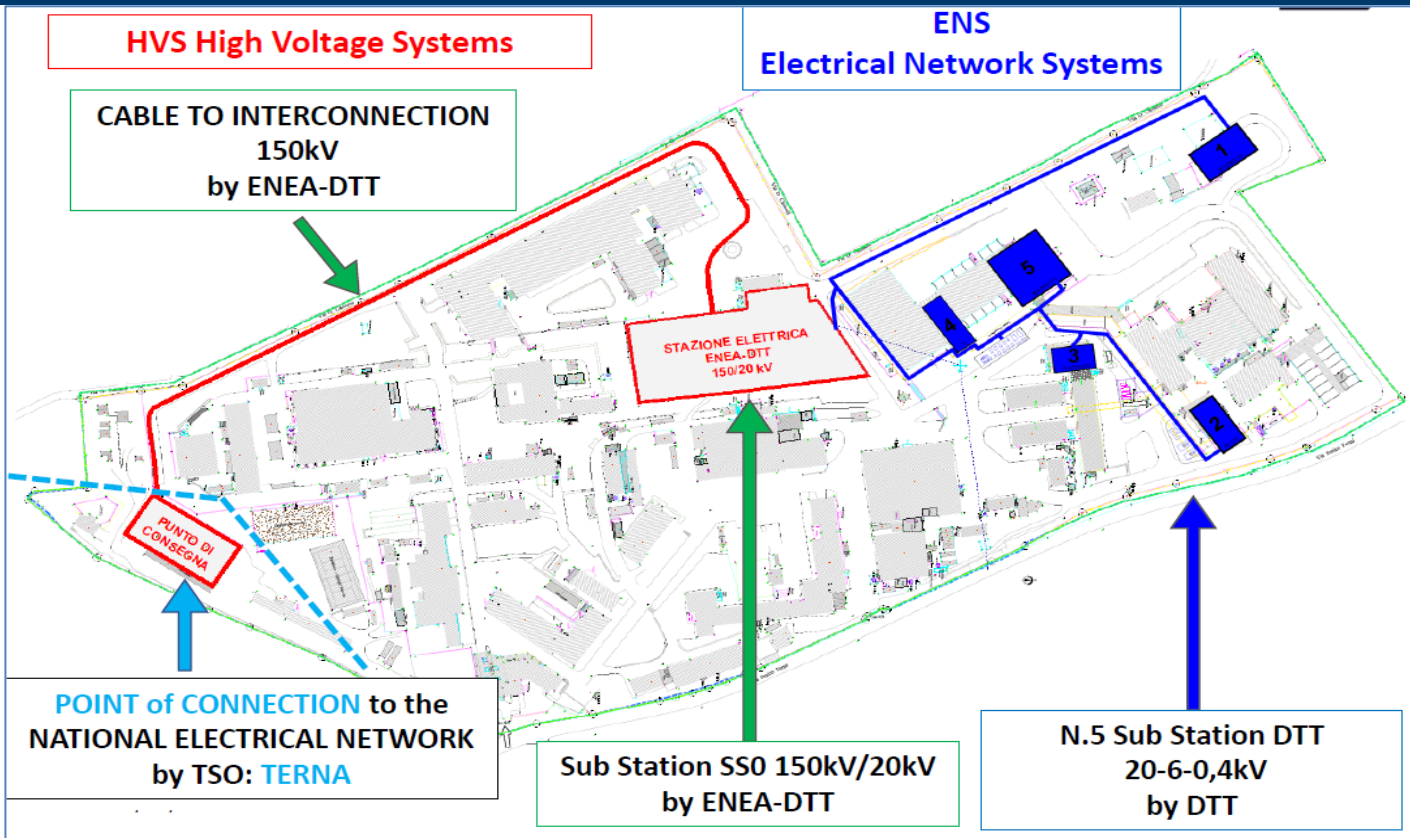 HVS High Voltage Systems
ENS
Electrical Network Systems
CABLE TO INTERCONNECTION
150kV
by ENEA-DTT
1
5
4
3
2
STAZIONE ELETTRICA
ENEA-DTT
150/20 kV
PUNTO DI
CONSEGNA
POINT of CONNECTION to the
NATIONAL ELECTRICAL NETWORK
by TSO: TERNA
Sub Station SS0 150kV/20kV
by ENEA-DTT
N.5 Sub Station DTT
20-6-0,4kV
by DTT